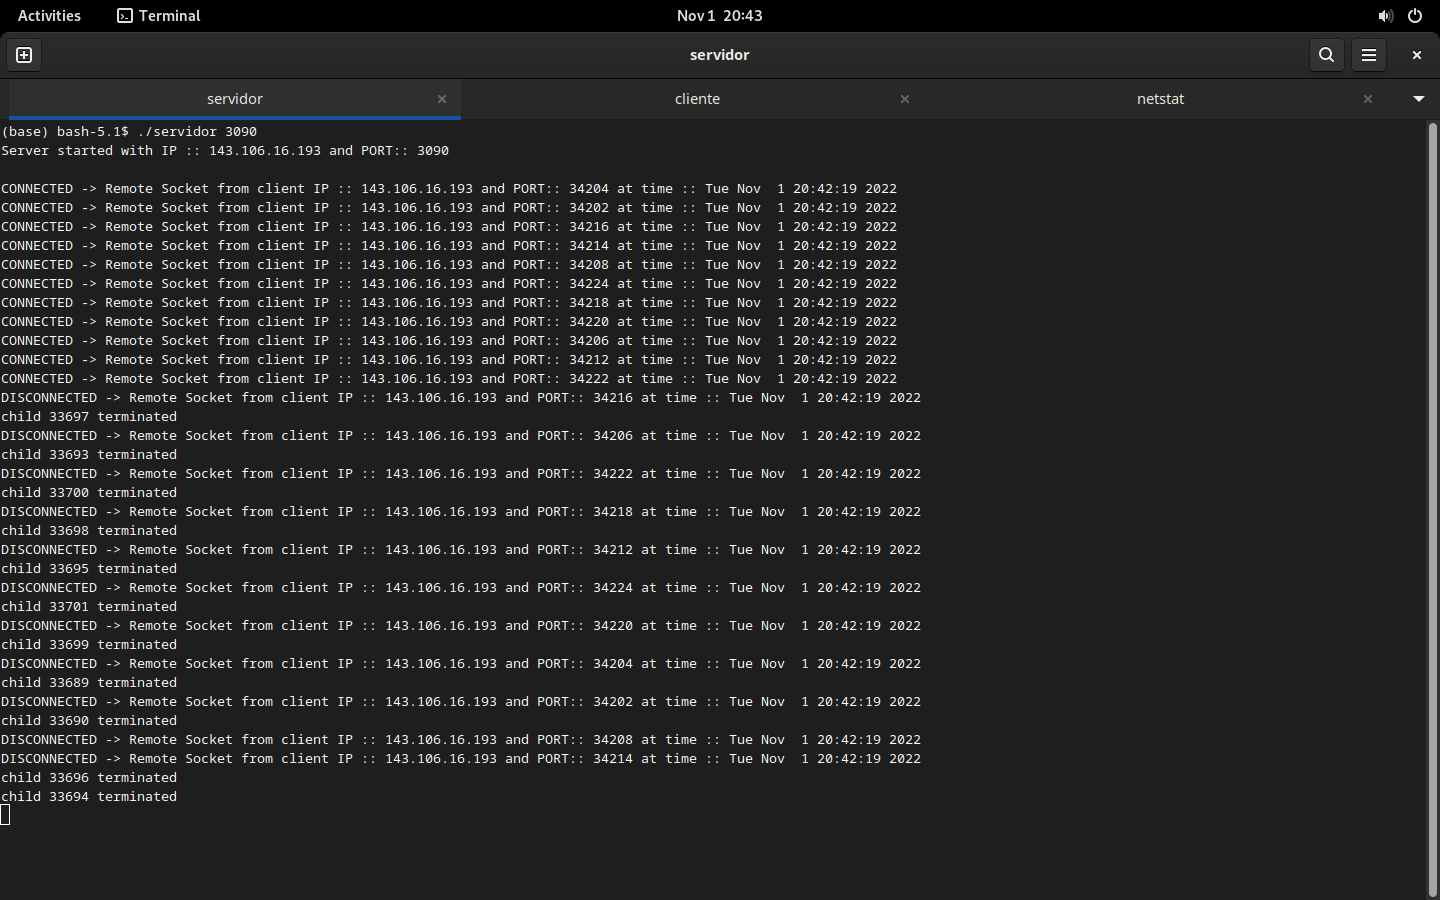 Activities Terminal Nov 1 20:43
servidor
servidor cliente netstat
(base) bash-5.1$ ./servidor 3090
Server started with IP :: 143.106.16.193 and PORT:: 3090
CONNECTED -> Remote Socket from client IP :: 143.106.16.193 and PORT:: 34204 at time :: Tue Nov  1 20:42:19 2022
CONNECTED -> Remote Socket from client IP :: 143.106.16.193 and PORT:: 34202 at time :: Tue Nov  1 20:42:19 2022
CONNECTED -> Remote Socket from client IP :: 143.106.16.193 and PORT:: 34216 at time :: Tue Nov  1 20:42:19 2022
CONNECTED -> Remote Socket from client IP :: 143.106.16.193 and PORT:: 34214 at time :: Tue Nov  1 20:42:19 2022
CONNECTED -> Remote Socket from client IP :: 143.106.16.193 and PORT:: 34208 at time :: Tue Nov  1 20:42:19 2022
CONNECTED -> Remote Socket from client IP :: 143.106.16.193 and PORT:: 34224 at time :: Tue Nov  1 20:42:19 2022
CONNECTED -> Remote Socket from client IP :: 143.106.16.193 and PORT:: 34218 at time :: Tue Nov  1 20:42:19 2022
CONNECTED -> Remote Socket from client IP :: 143.106.16.193 and PORT:: 34220 at time :: Tue Nov  1 20:42:19 2022
CONNECTED -> Remote Socket from client IP :: 143.106.16.193 and PORT:: 34206 at time :: Tue Nov  1 20:42:19 2022
CONNECTED -> Remote Socket from client IP :: 143.106.16.193 and PORT:: 34212 at time :: Tue Nov  1 20:42:19 2022
CONNECTED -> Remote Socket from client IP :: 143.106.16.193 and PORT:: 34222 at time :: Tue Nov  1 20:42:19 2022
DISCONNECTED -> Remote Socket from client IP :: 143.106.16.193 and PORT:: 34216 at time :: Tue Nov  1 20:42:19 2022
child 33697 terminated
DISCONNECTED -> Remote Socket from client IP :: 143.106.16.193 and PORT:: 34206 at time :: Tue Nov  1 20:42:19 2022
child 33693 terminated
DISCONNECTED -> Remote Socket from client IP :: 143.106.16.193 and PORT:: 34222 at time :: Tue Nov  1 20:42:19 2022
child 33700 terminated
DISCONNECTED -> Remote Socket from client IP :: 143.106.16.193 and PORT:: 34218 at time :: Tue Nov  1 20:42:19 2022
child 33698 terminated
DISCONNECTED -> Remote Socket from client IP :: 143.106.16.193 and PORT:: 34212 at time :: Tue Nov  1 20:42:19 2022
child 33695 terminated
DISCONNECTED -> Remote Socket from client IP :: 143.106.16.193 and PORT:: 34224 at time :: Tue Nov  1 20:42:19 2022
child 33701 terminated
DISCONNECTED -> Remote Socket from client IP :: 143.106.16.193 and PORT:: 34220 at time :: Tue Nov  1 20:42:19 2022
child 33699 terminated
DISCONNECTED -> Remote Socket from client IP :: 143.106.16.193 and PORT:: 34204 at time :: Tue Nov  1 20:42:19 2022
child 33689 terminated
DISCONNECTED -> Remote Socket from client IP :: 143.106.16.193 and PORT:: 34202 at time :: Tue Nov  1 20:42:19 2022
child 33690 terminated
DISCONNECTED -> Remote Socket from client IP :: 143.106.16.193 and PORT:: 34208 at time :: Tue Nov  1 20:42:19 2022
DISCONNECTED -> Remote Socket from client IP :: 143.106.16.193 and PORT:: 34214 at time :: Tue Nov  1 20:42:19 2022
child 33696 terminated
child 33694 terminated